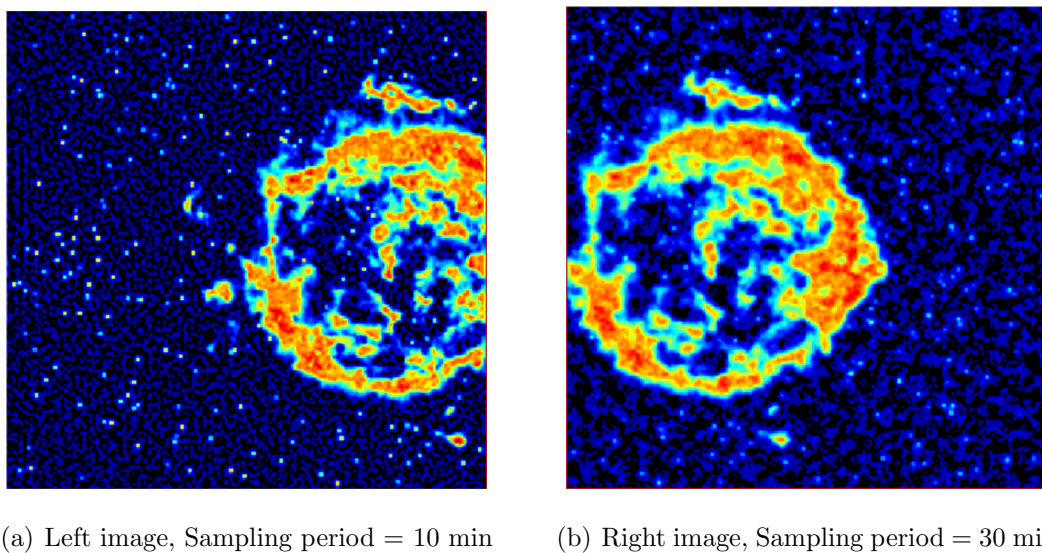 (a) Left image, Sampling period = 10 min
(b) Right image, Sampling period = 30 mi